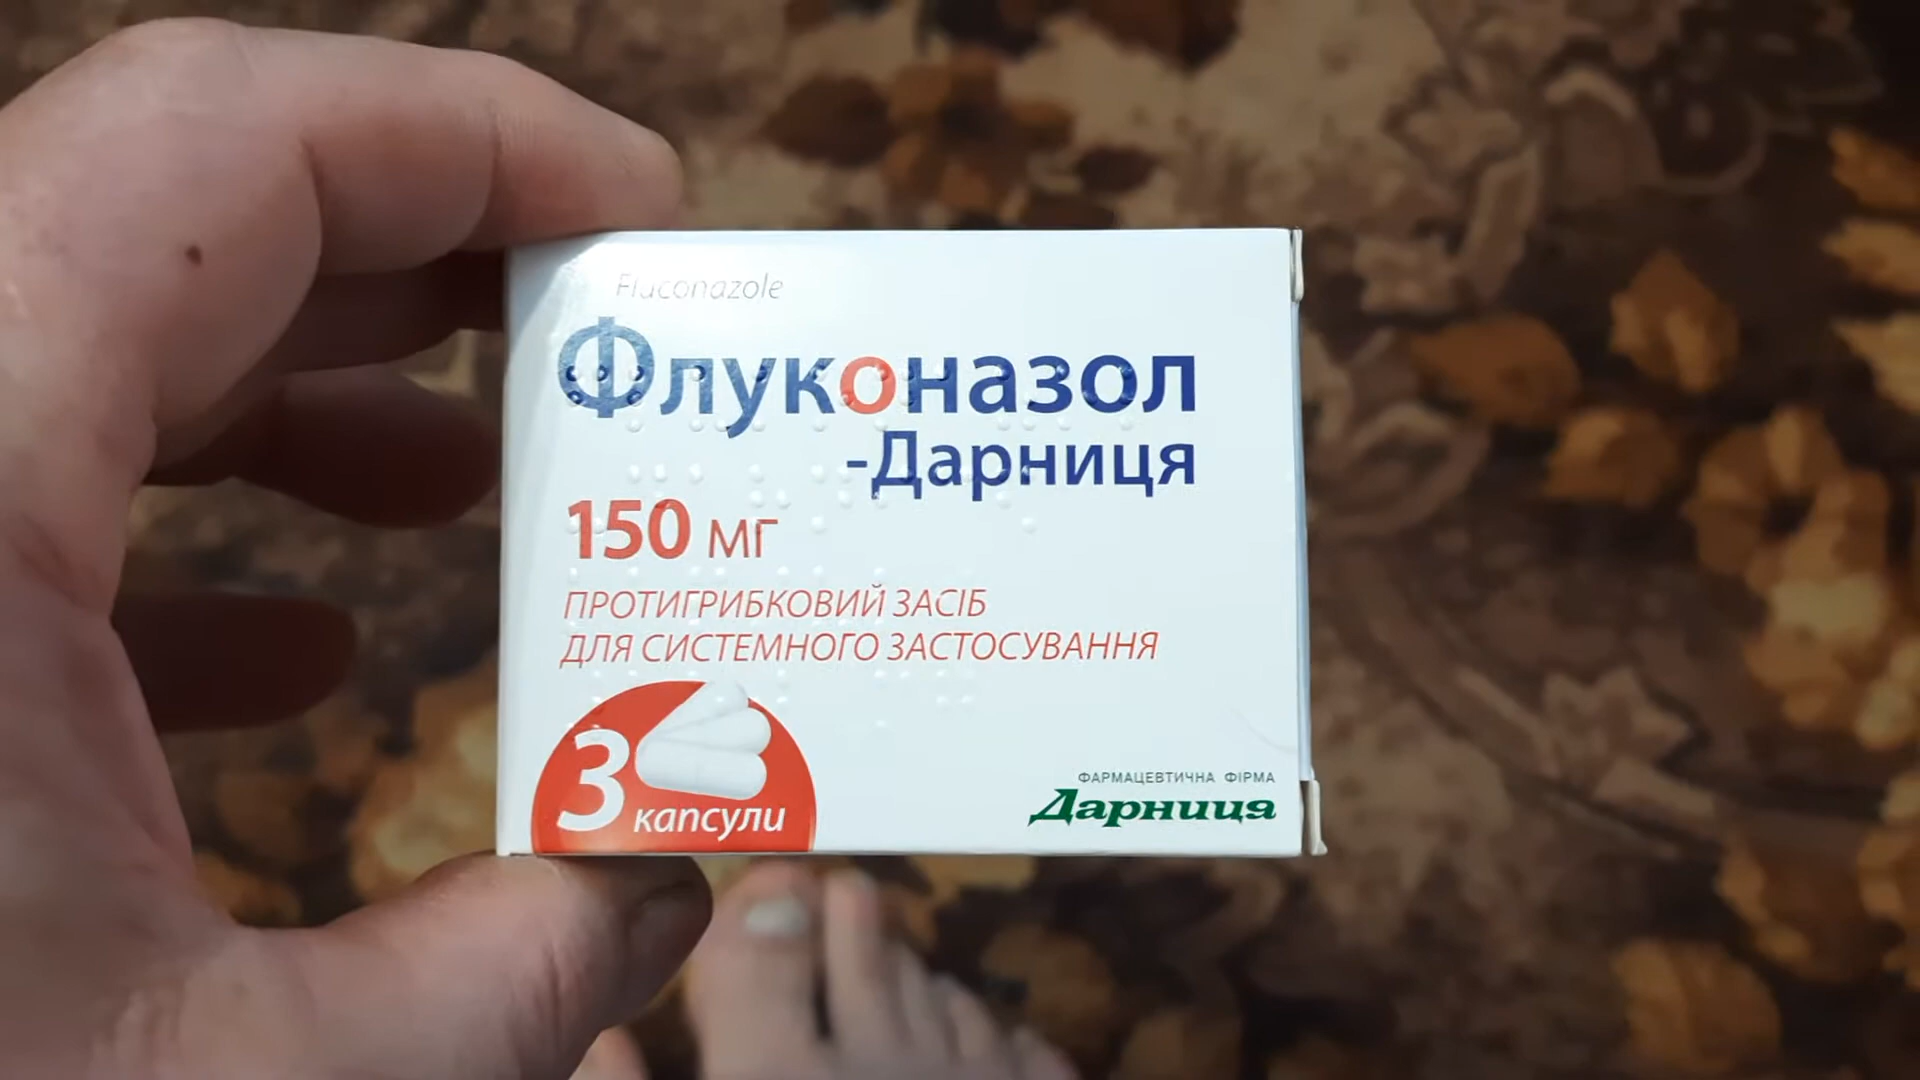 Fluconazole
Флуконазол
-Дарниця
150 мг
ПРОТИГРИБКОВИЙ ЗАСІБ
ДЛЯ СИСТЕМНОГО ЗАСТОСУВАННЯ
3 капсули
ФАРМАЦЕВТИЧНА ФІРМА
Дарниця